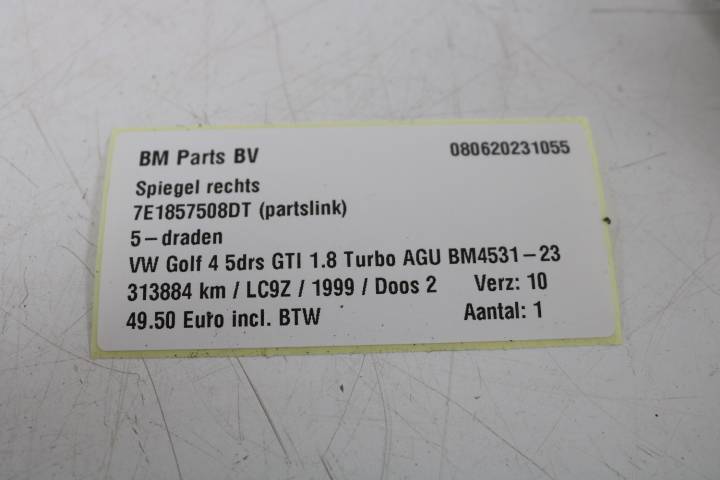 BM Parts BV 080620231055
Spiegel rechts
7E1857508DT (partslink)
5-draden
VW Golf 4 5drs GTI 1.8 Turbo AGU BM4531-23
313884 km / LC9Z / 1999 / Doos 2 Verz: 10
49.50 Euro incl. BTW Aantal: 1